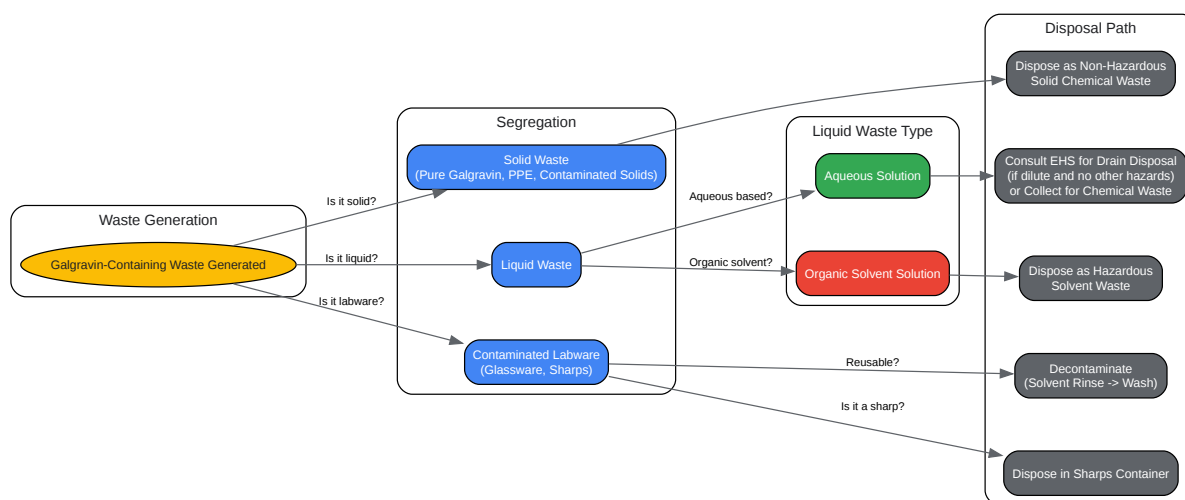 Waste Generation
Galgravin-Containing Waste Generated
Is it solid?
Is it liquid?
Is it labware?
Segregation
Solid Waste
(Pure Galgravin, PPE, Contaminated Solids)
Liquid Waste
Contaminated Labware
(Glassware, Sharps)
Aqueous based?
Organic solvent?
Reusable?
Is it a sharp?
Liquid Waste Type
Aqueous Solution
Organic Solvent Solution
Disposal Path
Dispose as Non-Hazardous
Solid Chemical Waste
Consult EHS for Drain Disposal
(if dilute and no other hazards)
or Collect for Chemical Waste
Dispose as Hazardous
Solvent Waste
Decontaminate
(Solvent Rinse -> Wash)
Dispose in Sharps Container